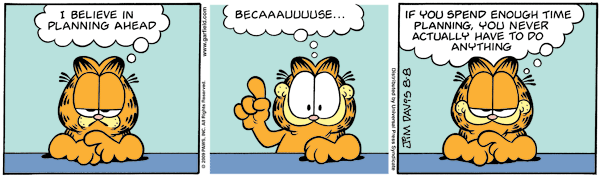 I BELIEVE IN
PLANNING AHEAD
www.garfield.com
© 2009 PAWS, INC. All Rights Reserved.
BECAAAUUUUSE...
Distributed by Universal Press Syndicate
IF YOU SPEND ENOUGH TIME
PLANNING, YOU NEVER
ACTUALLY HAVE TO DO
ANYTHING
JIM DAVIS 8-8